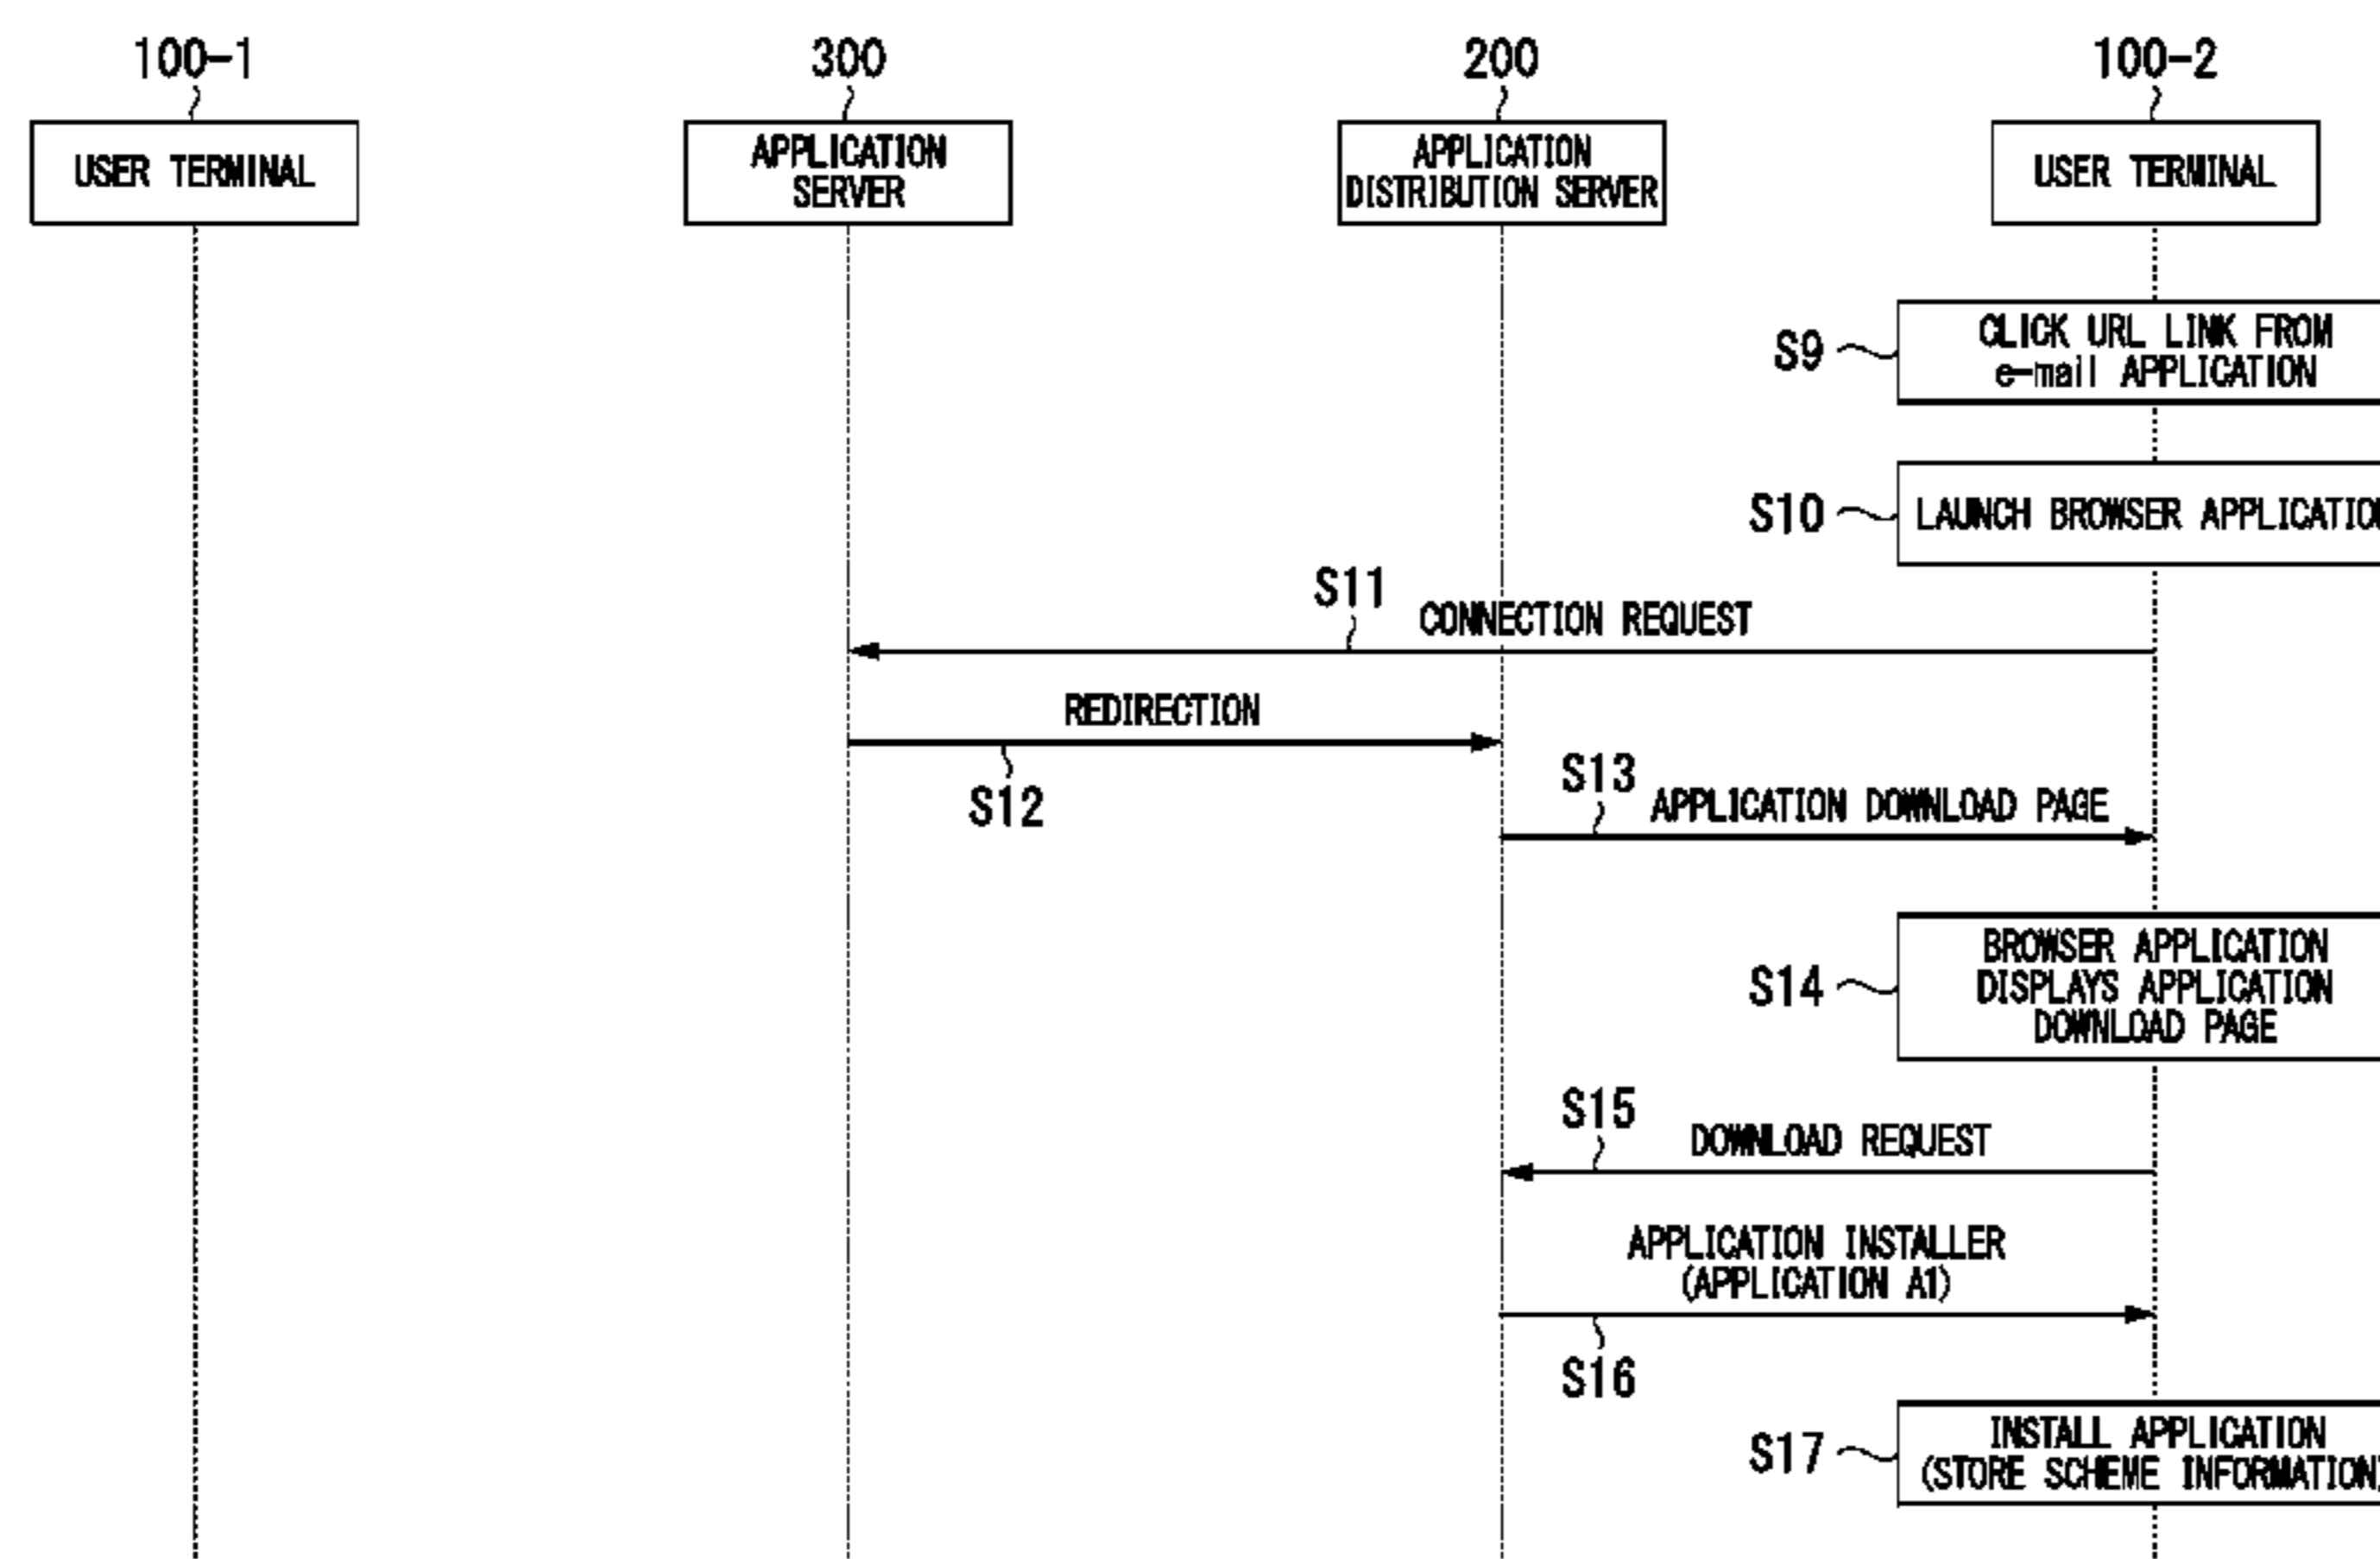 100-1
300
200
100-2
USER TERMINAL
APPLICATION
SERVER
APPLICATION
DISTRIBUTION SERVER
USER TERMINAL
S9
CLICK URL LINK FROM
e-mail APPLICATION
S10
LAUNCH BROWSER APPLICATION
S11
CONNECTION REQUEST
REDIRECTION
S12
S13
APPLICATION DOWNLOAD PAGE
S14
BROWSER APPLICATION
DISPLAYS APPLICATION
DOWNLOAD PAGE
S15
DOWNLOAD REQUEST
APPLICATION INSTALLER
(APPLICATION A1)
S16
S17
INSTALL APPLICATION
(STORE SCHEME INFORMATION)